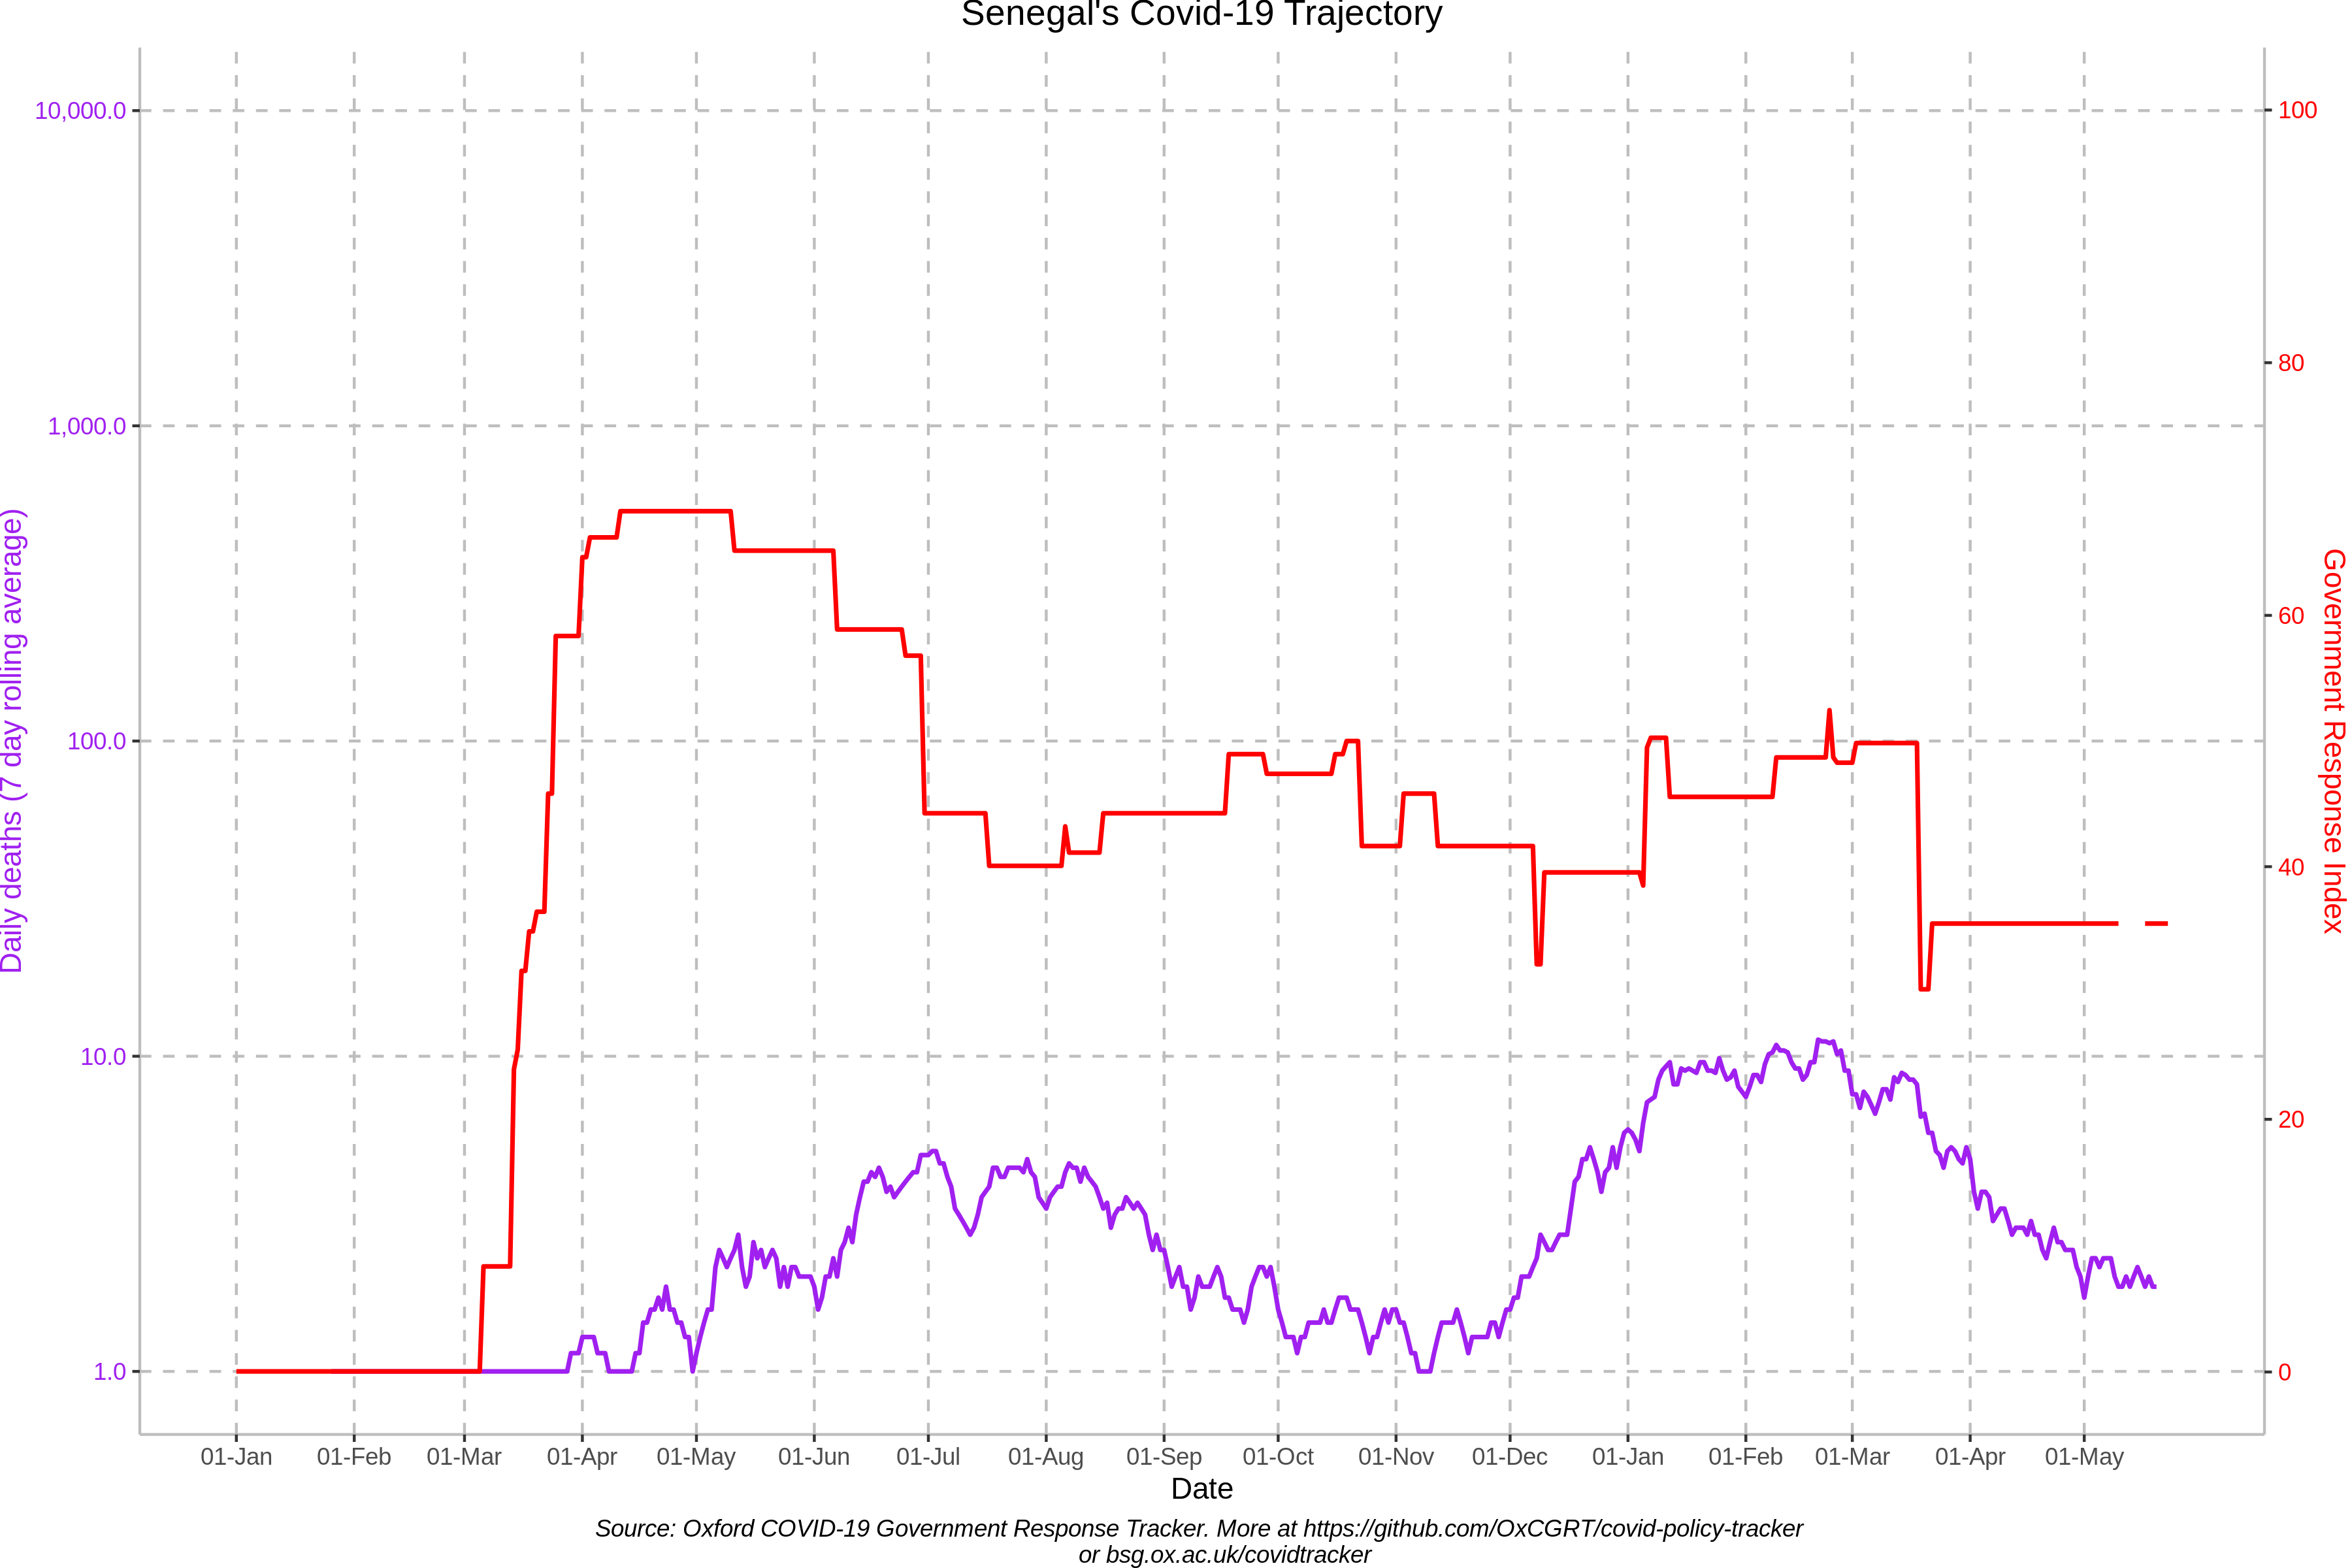 Senegal's Covid-19 Trajectory
10,000.0
1,000.0
100.0
10.0
1.0
Daily deaths (7 day rolling average)
100
80
60
40
20
0
Government Response Index
01-Jan 01-Feb 01-Mar 01-Apr 01-May 01-Jun 01-Jul 01-Aug 01-Sep 01-Oct 01-Nov 01-Dec 01-Jan 01-Feb 01-Mar 01-Apr 01-May
Date
Source: Oxford COVID-19 Government Response Tracker. More at https://github.com/OxCGRT/covid-policy-tracker
or bsg.ox.ac.uk/covidtracker